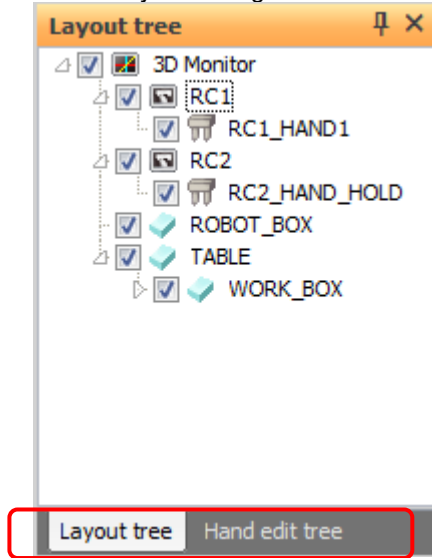 Layout tree
3D Monitor
RC1
RC1_HAND1
RC2
RC2_HAND_HOLD
ROBOT_BOX
TABLE
WORK_BOX
Layout tree Hand edit tree